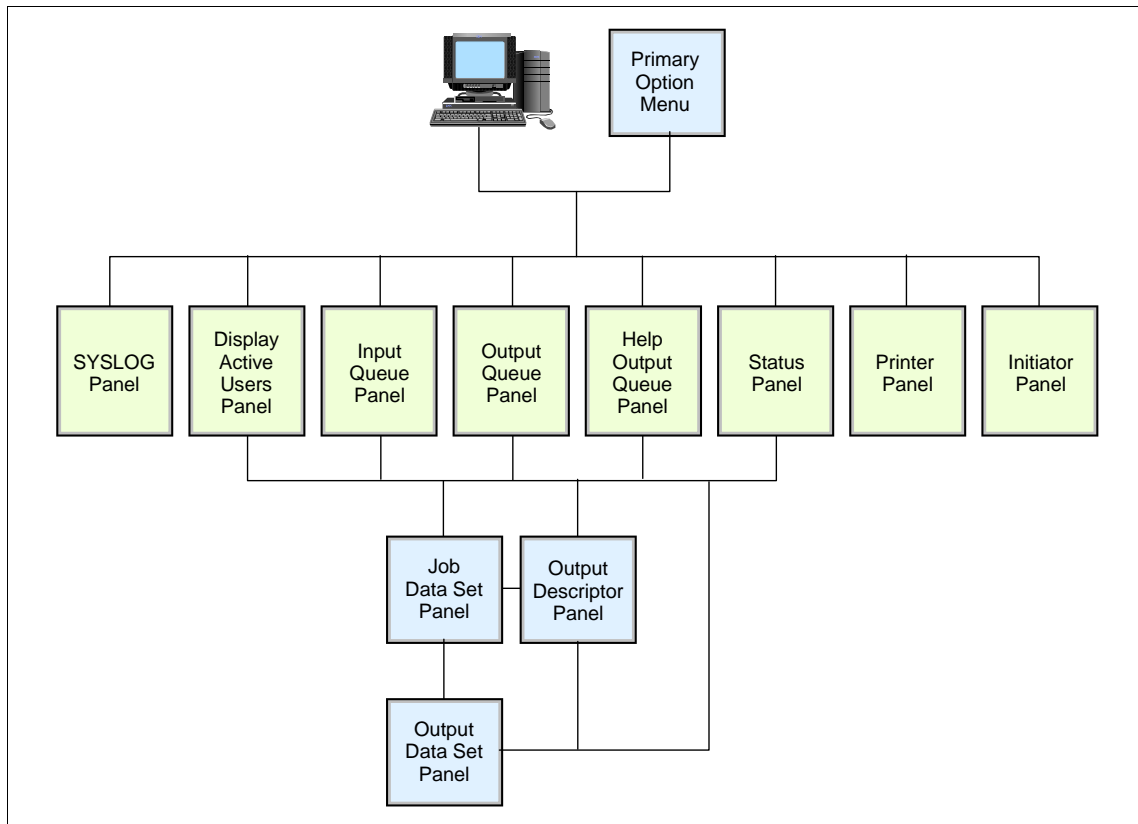 Primary
Option
Menu
SYSLOG
Panel
Display
Active
Users
Panel
Input
Queue
Panel
Output
Queue
Panel
Help
Output
Queue
Panel
Status
Panel
Printer
Panel
Initiator
Panel
Job
Data Set
Panel
Output
Descriptor
Panel
Output
Data Set
Panel